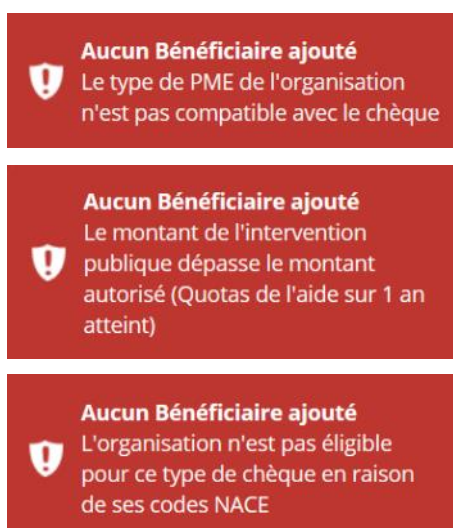 Aucun Bénéficiaire ajouté
Le type de PME de l'organisation
n'est pas compatible avec le chèque
Aucun Bénéficiaire ajouté
Le montant de l'intervention
publique dépasse le montant
autorisé (Quotas de l'aide sur 1 an
atteint)
Aucun Bénéficiaire ajouté
L'organisation n'est pas éligible
pour ce type de chèque en raison
de ses codes NACE